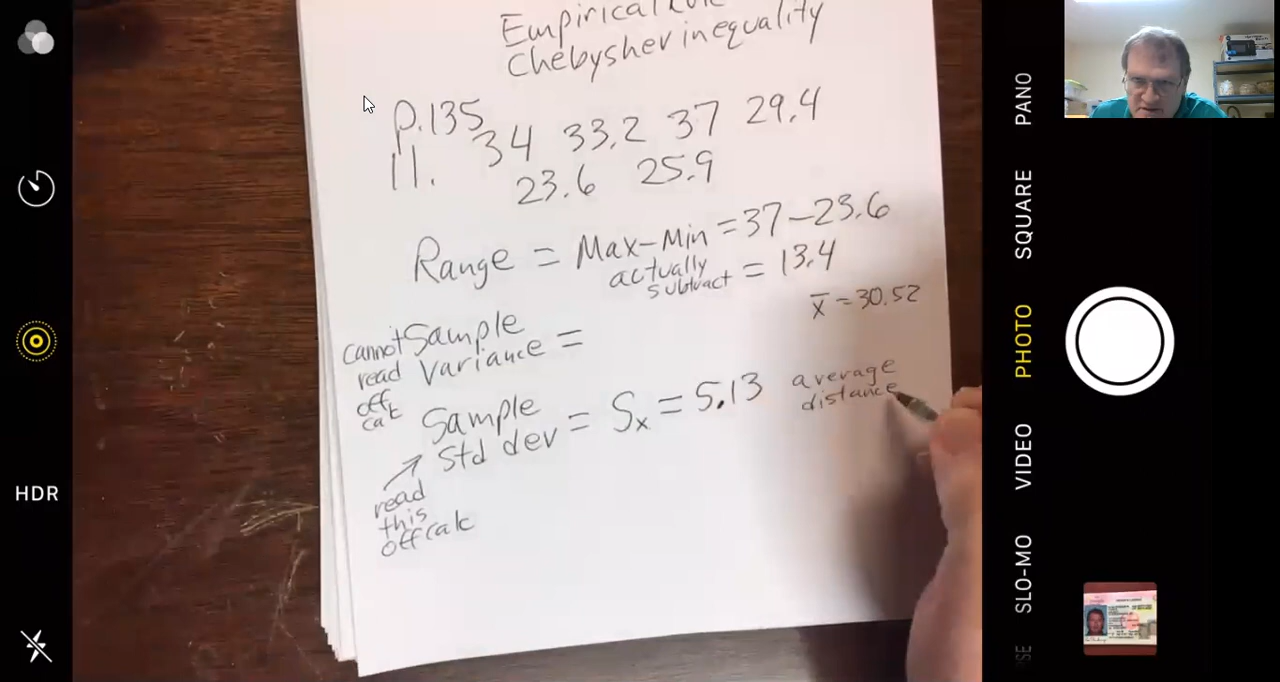 Empirical Rule
Chebyshev inequality
p.135
11. 34 33.2 37 29.4
23.6 25.9
Range = Max-Min = 37-23.6
actually subtract = 13.4
x̄ = 30.52
cannot read off calc
Sample Variance =
Sample std dev = Sx = 5.13
average distance
read this off calc
HDR
PANO
SQUARE
PHOTO
VIDEO
SLO-MO
SE